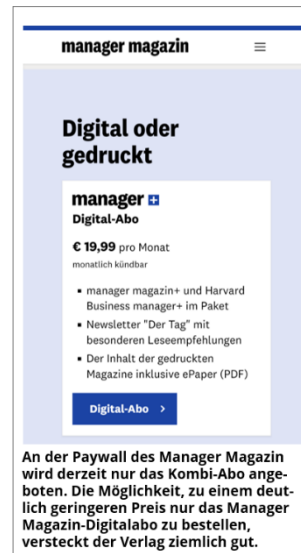 manager magazin
Digital oder
gedruckt
manager +
Digital-Abo
€ 19,99 pro Monat
monatlich kündbar
▪ manager magazin+ und Harvard
Business manager+ im Paket
▪ Newsletter "Der Tag" mit
besonderen Leseempfehlungen
▪ Der Inhalt der gedruckten
Magazine inklusive ePaper (PDF)
Digital-Abo >
An der Paywall des Manager Magazin
wird derzeit nur das Kombi-Abo ange-
boten. Die Möglichkeit, zu einem deut-
lich geringeren Preis nur das Manager
Magazin-Digitalabo zu bestellen,
versteckt der Verlag ziemlich gut.